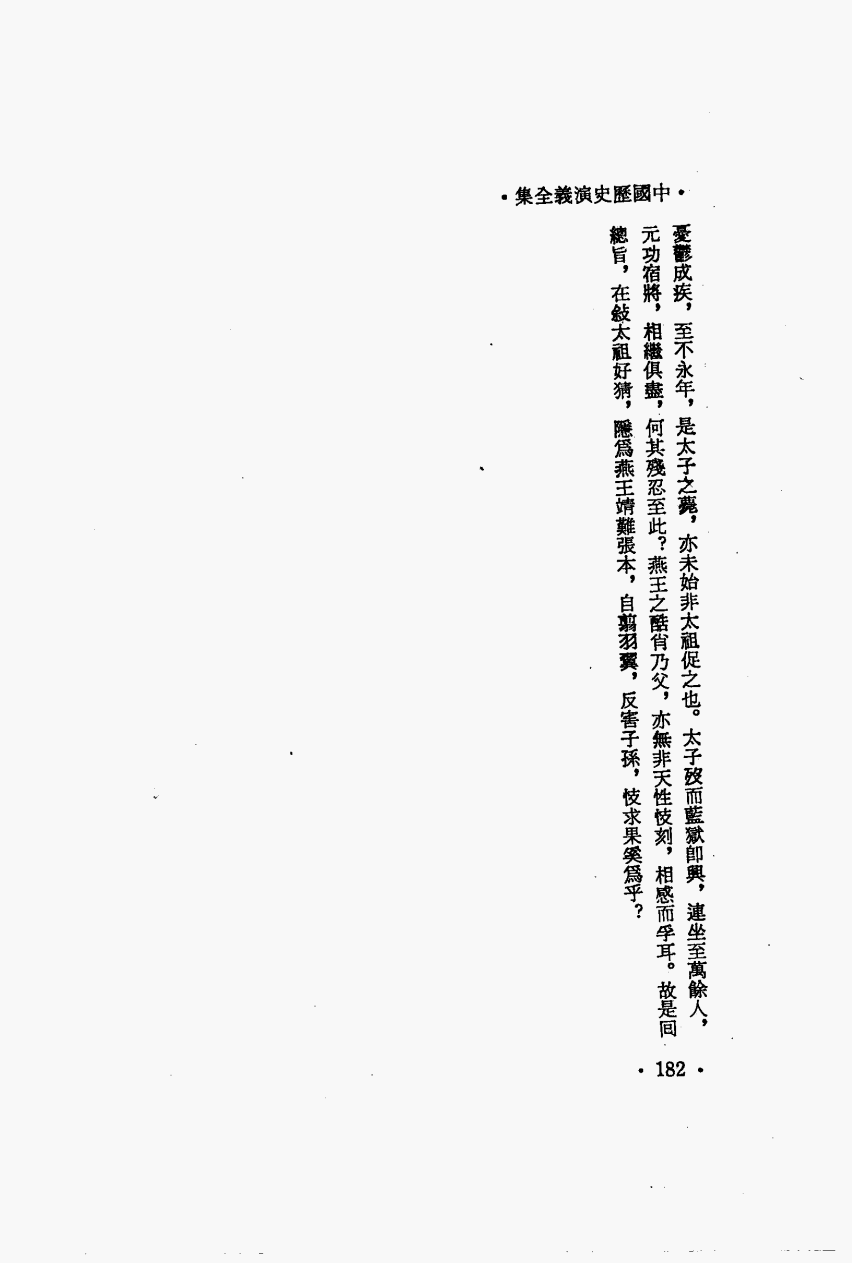 ·中國歷史演義全集·
憂鬱成疾，至不永年，是太子之薨，亦未始非太祖促之也。太子歿而藍獄卽興，連坐至萬餘人，
元功宿將，相繼俱盡，何其殘忍至此？燕王之酷肖乃父，亦無非天性忮刻，相感而孚耳。故是囘
總旨，在敍太祖好猜，隱爲燕王靖難張本，自翦羽翼，反害子孫，忮求果奚爲乎？
·182·